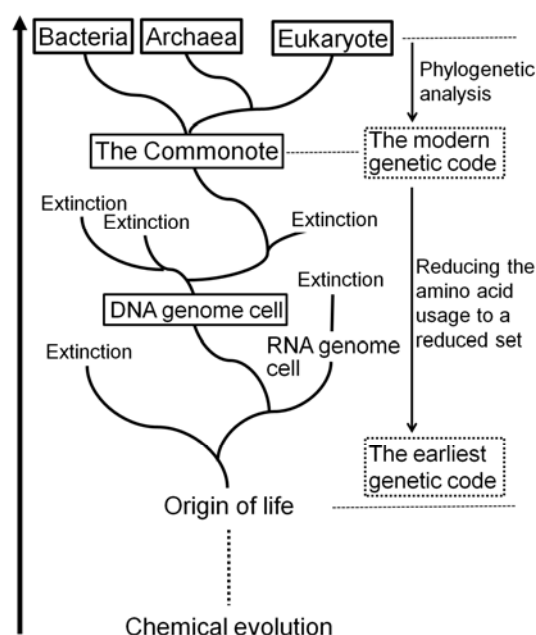 Bacteria
Archaea
Eukaryote
Phylogenetic
analysis
The Commonote
The modern
genetic code
Extinction
Extinction
Extinction
Extinction
Reducing the
amino acid
usage to a
reduced set
DNA genome cell
RNA genome
cell
Extinction
The earliest
genetic code
Origin of life
Chemical evolution